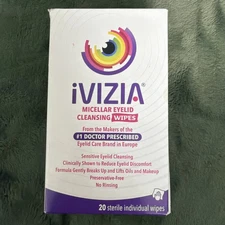 iVIZIA®
MICELLAR EYELID
CLEANSING WIPES
From the Makers of the
#1 DOCTOR PRESCRIBED
Eyelid Care Brand in Europe
Sensitive Eyelid Cleansing
Clinically Shown to Reduce Eyelid Discomfort
Formula Gently Breaks Up and Lifts Oils and Makeup
Preservative-Free
No Rinsing
20 sterile individual wipes